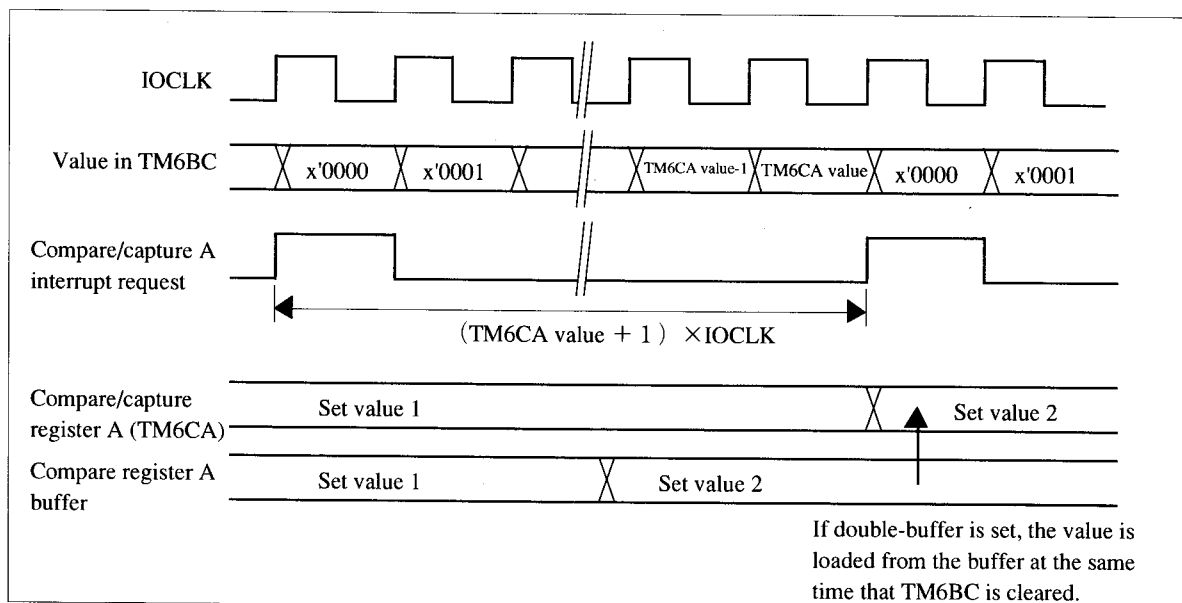 IOCLK
Value in TM6BC
x'0000
x'0001
TM6CA value-1
TM6CA value
x'0000
x'0001
Compare/capture A
interrupt request
(TM6CA value + 1) ×IOCLK
Compare/capture
register A (TM6CA)
Set value 1
Set value 2
Compare register A
buffer
Set value 1
Set value 2
If double-buffer is set, the value is
loaded from the buffer at the same
time that TM6BC is cleared.